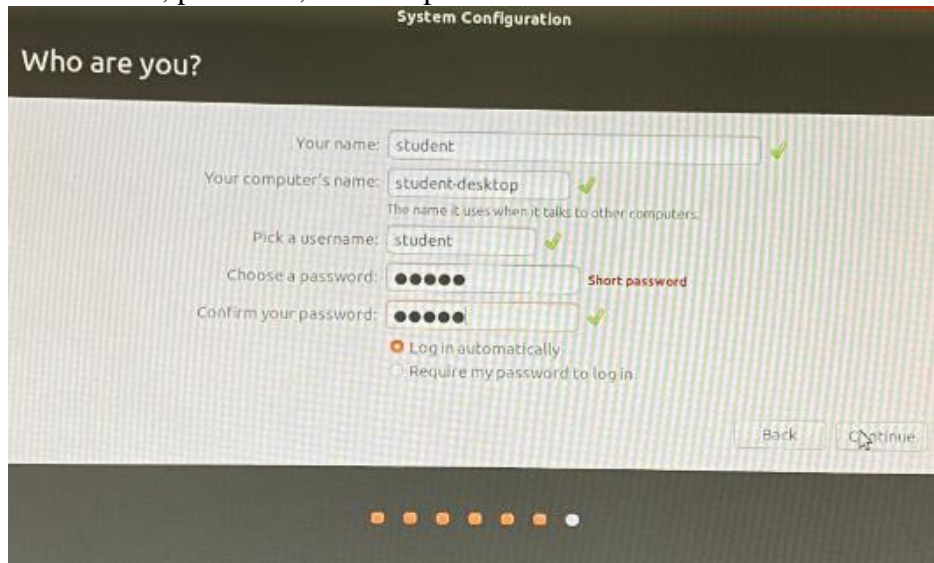 System Configuration
Who are you?
Your name: student
Your computer's name: student-desktop
The name it uses when it talks to other computers.
Pick a username: student
Choose a password: ●●●●● Short password
Confirm your password: ●●●●●
Log in automatically
Require my password to log in
Back Continue